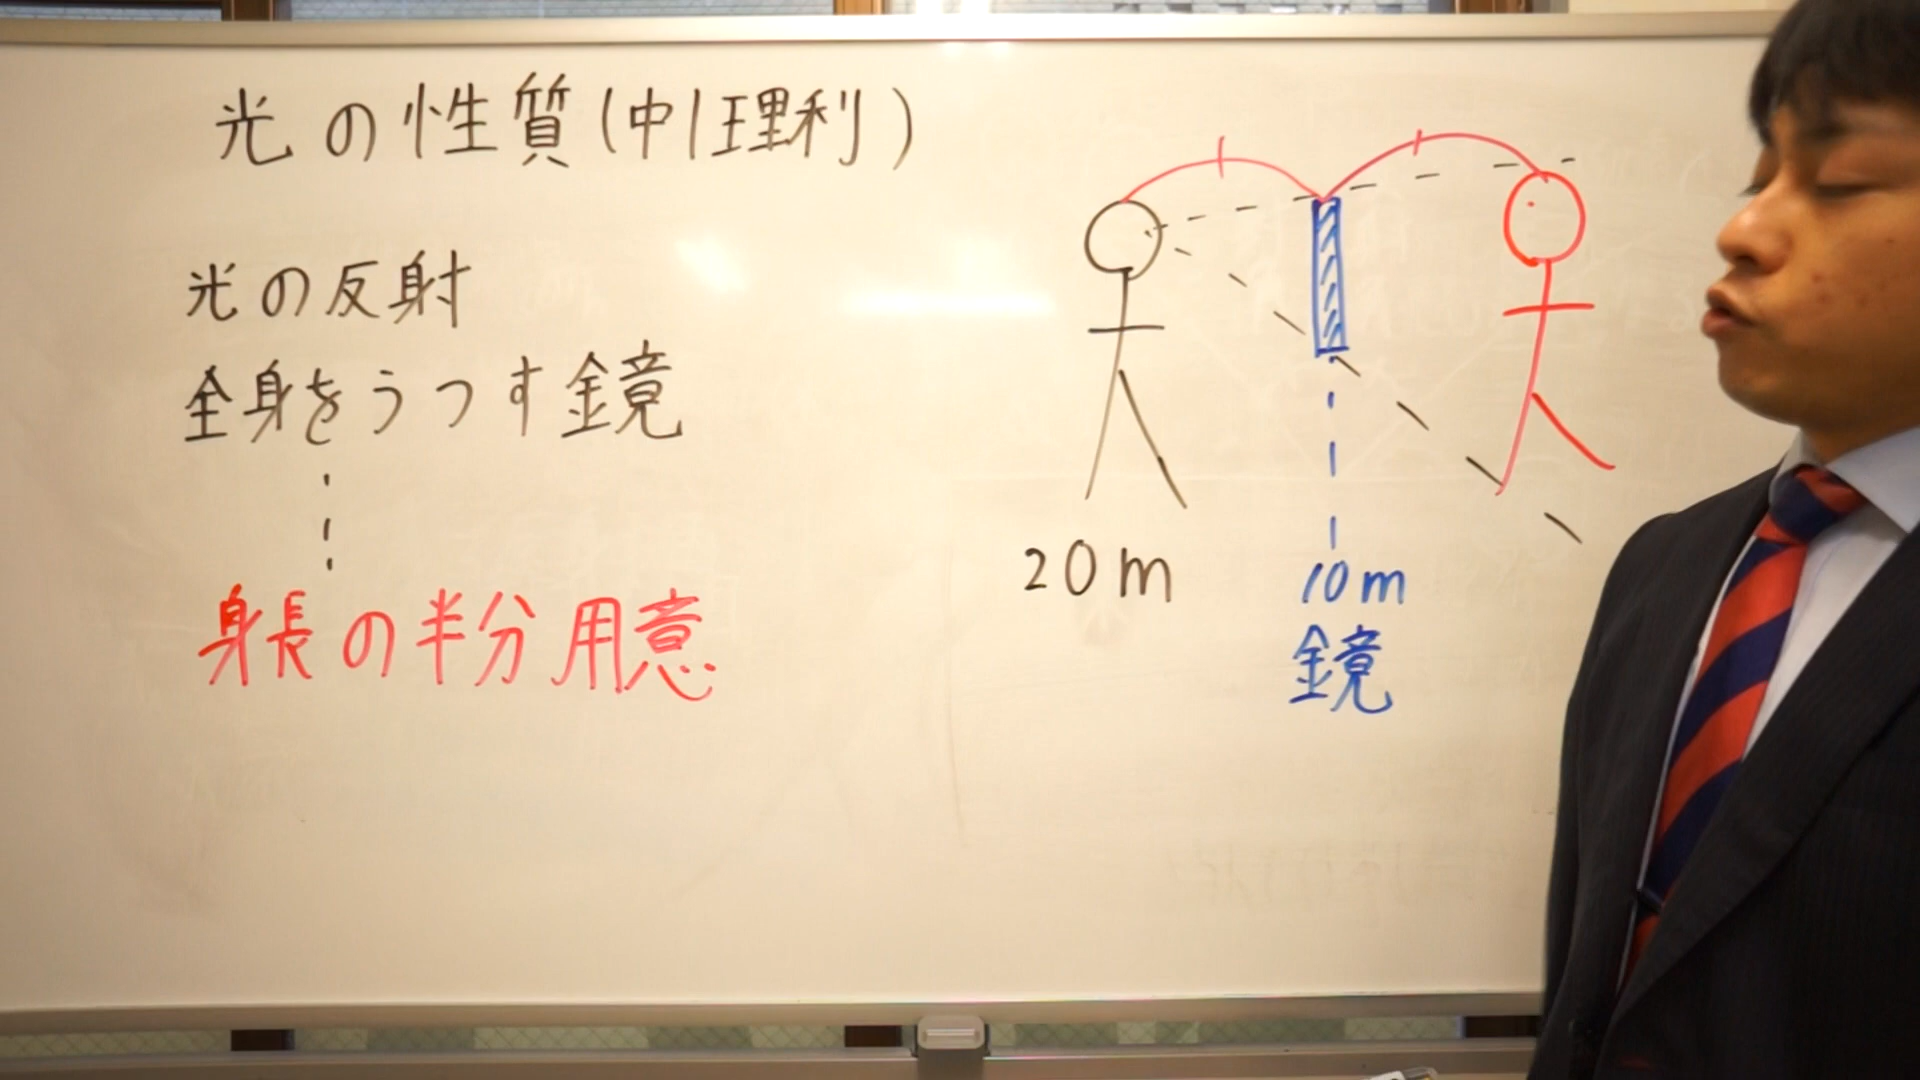 光の性質(中1理科)
光の反射
全身をうつす鏡
身長の半分用意
20m
10m
鏡